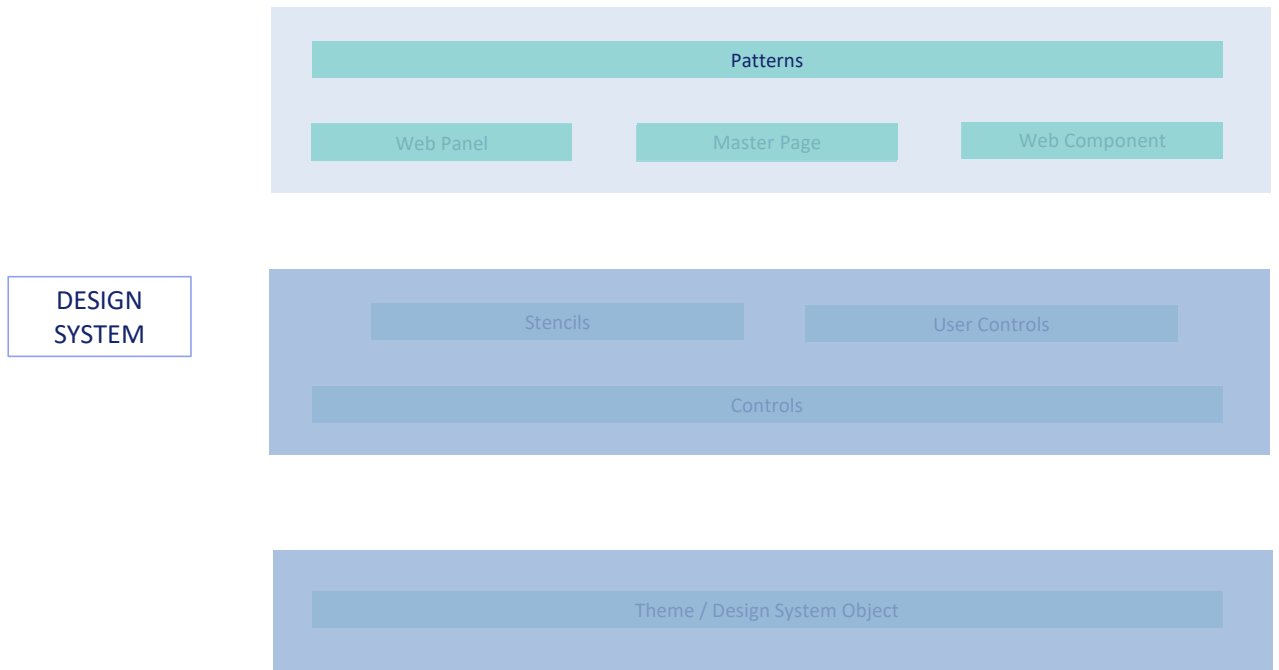 Patterns
Web Panel
Master Page
Web Component
DESIGN
SYSTEM
Stencils
User Controls
Controls
Theme / Design System Object